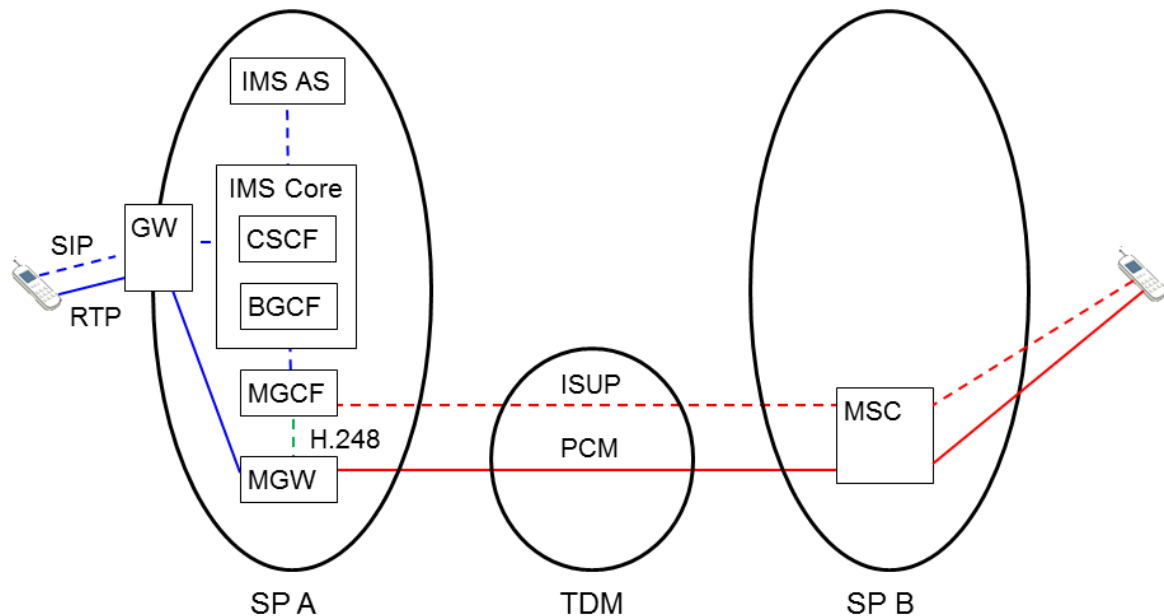 IMS AS
IMS Core
GW
CSCF
SIP
BGCF
RTP
MGCF
ISUP
MSC
H.248
PCM
MGW
SP A
TDM
SP B